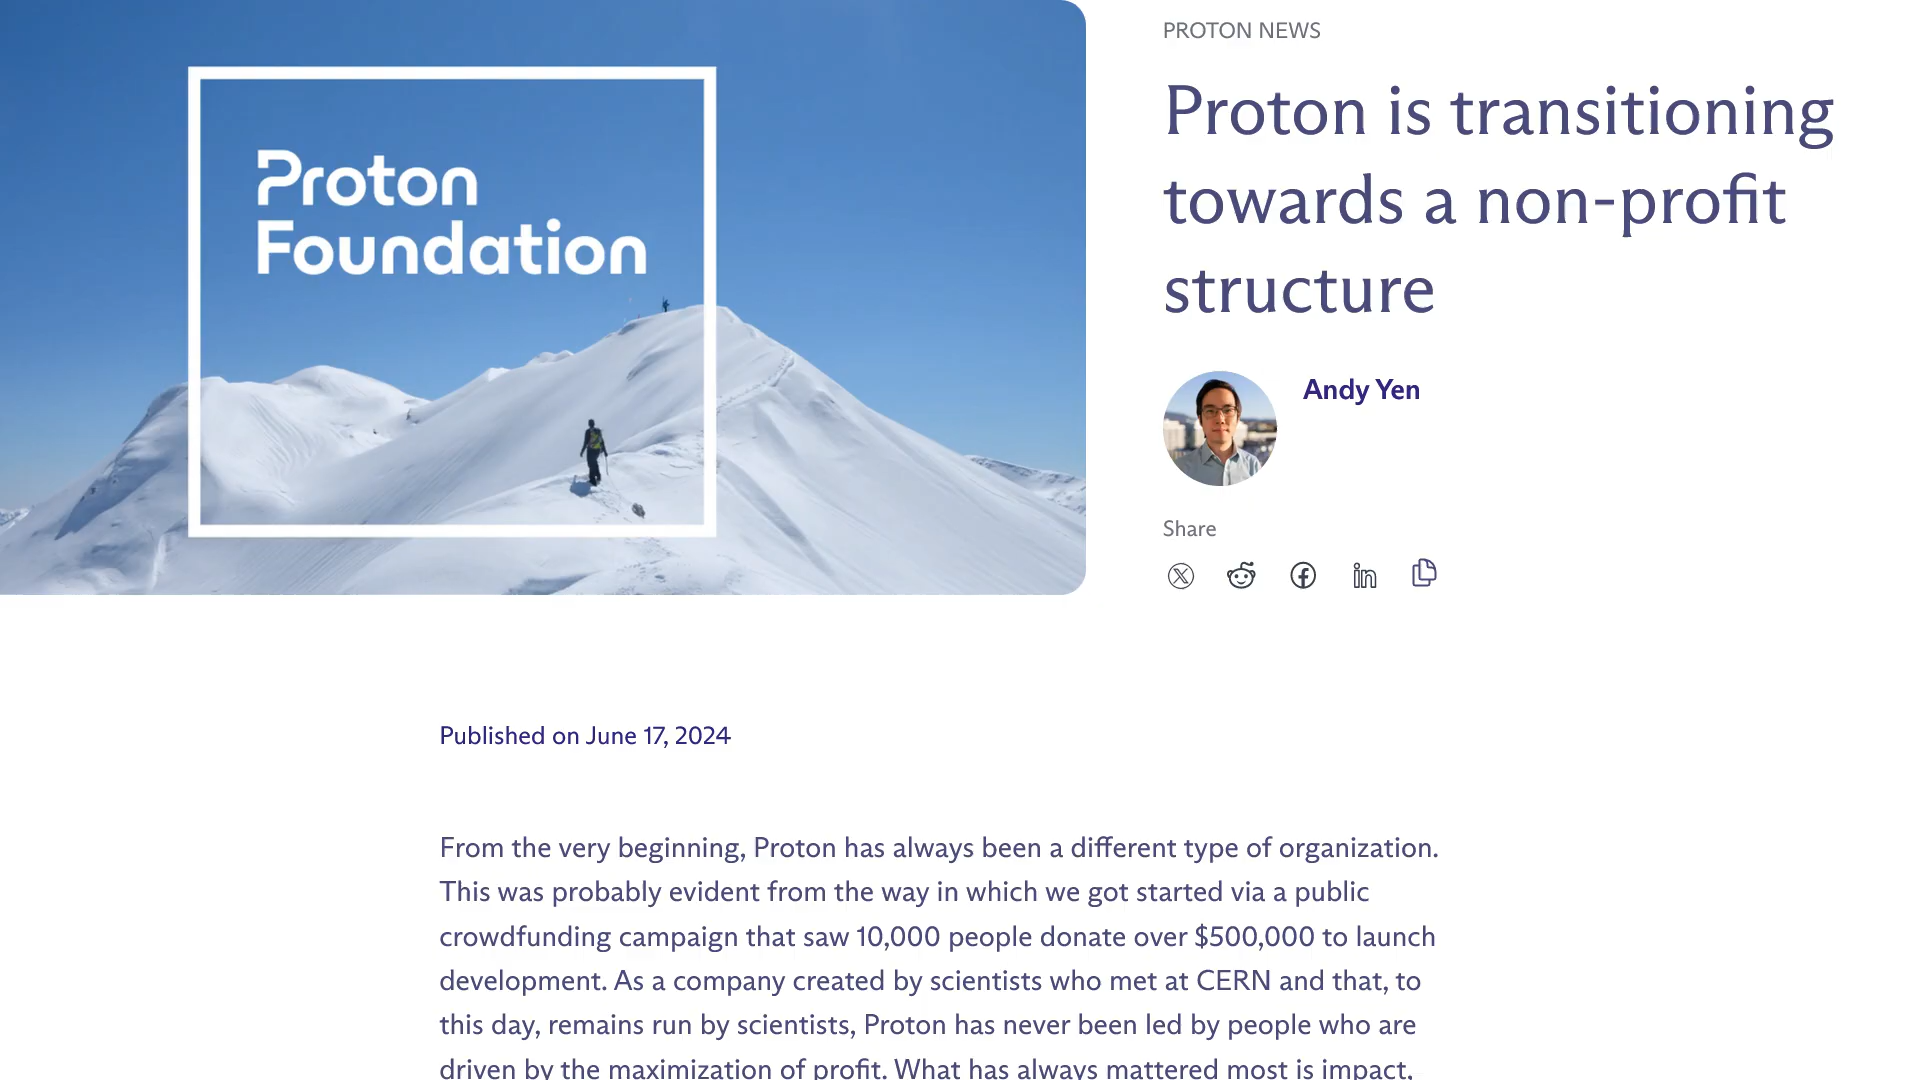 Proton
Foundation
PROTON NEWS
Proton is transitioning
towards a non-profit
structure
Andy Yen
Share
Published on June 17, 2024
From the very beginning, Proton has always been a different type of organization.
This was probably evident from the way in which we got started via a public
crowdfunding campaign that saw 10,000 people donate over $500,000 to launch
development. As a company created by scientists who met at CERN and that, to
this day, remains run by scientists, Proton has never been led by people who are
driven by the maximization of profit. What has always mattered most is impact,